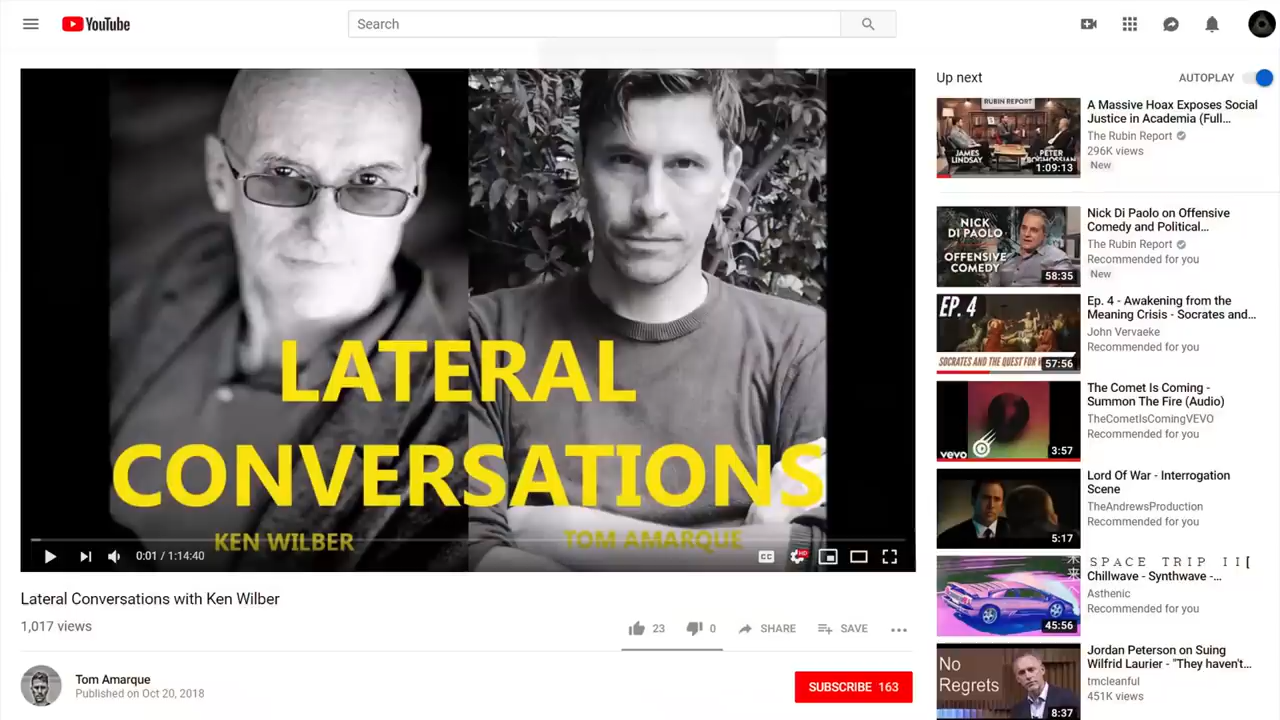 YouTube
Search
LATERAL
CONVERSATIONS
KEN WILBER
TOM AMARQUE
0:01 / 1:14:40
CC
HD
Lateral Conversations with Ken Wilber
1,017 views
23
0
SHARE
SAVE
Tom Amarque
Published on Oct 20, 2018
SUBSCRIBE 163
Up next
AUTOPLAY
RUBIN REPORT
JAMES
LINDSAY
PETER
1:09:13
A Massive Hoax Exposes Social
Justice in Academia (Full...
The Rubin Report
296K views
New
NICK
DI PAOLO
OFFENSIVE
COMEDY
58:35
Nick Di Paolo on Offensive
Comedy and Political...
The Rubin Report
Recommended for you
New
EP. 4
SOCRATES AND THE QUEST FOR
57:56
Ep. 4 - Awakening from the
Meaning Crisis - Socrates and...
John Vervaeke
Recommended for you
vevo
3:57
The Comet Is Coming -
Summon The Fire (Audio)
TheCometIsComingVEVO
Recommended for you
5:17
Lord Of War - Interrogation
Scene
TheAndrewsProduction
Recommended for you
未来
45:56
ＳＰＡＣＥ ＴＲＩＰ ＩＩ [
Chillwave - Synthwave -...
Asthenic
Recommended for you
No
Regrets
8:37
Jordan Peterson on Suing
Wilfrid Laurier - "They haven't...
tmcleanful
451K views